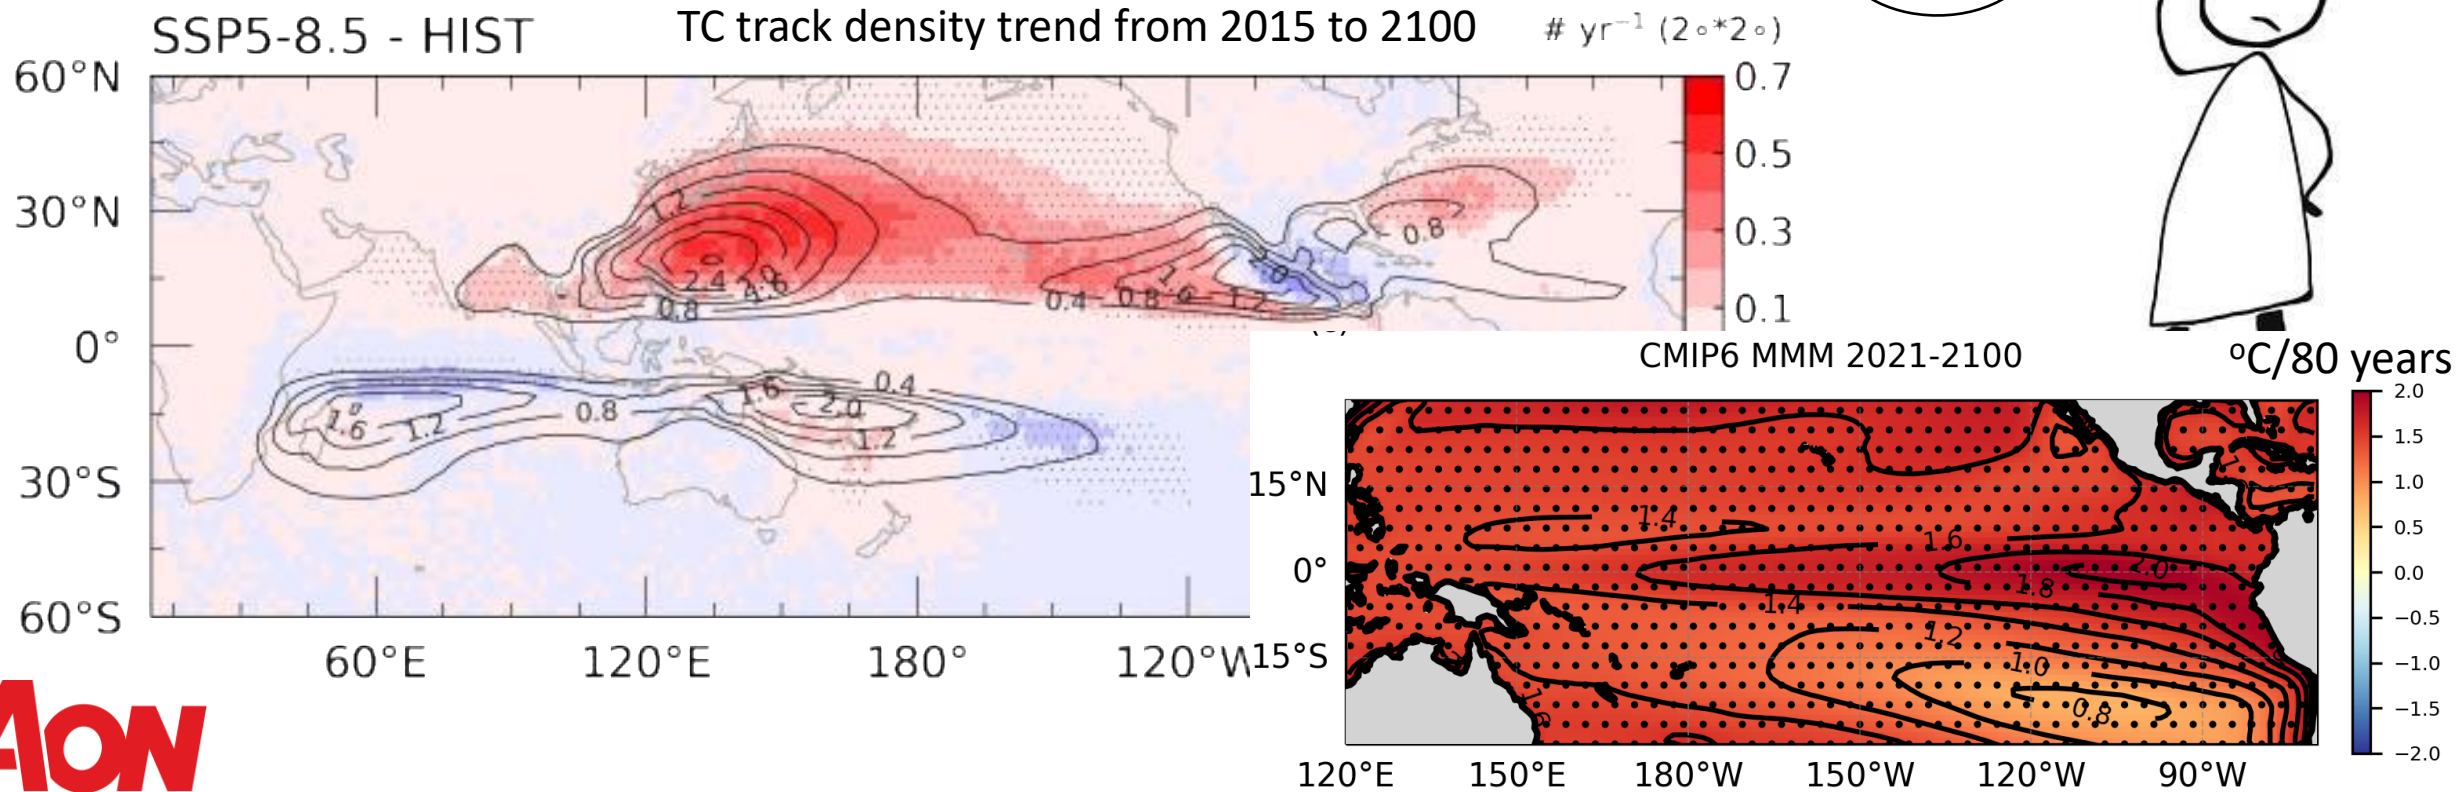 SSP5-8.5 - HIST
TC track density trend from 2015 to 2100
# yr⁻¹ (2∘*2∘)
60°N
30°N
0°
30°S
60°S
60°E
120°E
180°
120°W
0.7
0.5
0.3
0.1
1.2
2.4
0.8
0.4
0.8
1.6
1.2
2.0
0.8
0.4
1.6
2.0
1.2
0.8
1.2
1.6
CMIP6 MMM 2021-2100
ºC/80 years
15°N
0°
15°S
120°E
150°E
180°W
150°W
120°W
90°W
1.4
1.6
2.0
1.8
1.4
1.2
1.0
0.8
1.6
2.0
1.5
1.0
0.5
0.0
−0.5
−1.0
−1.5
−2.0
AON